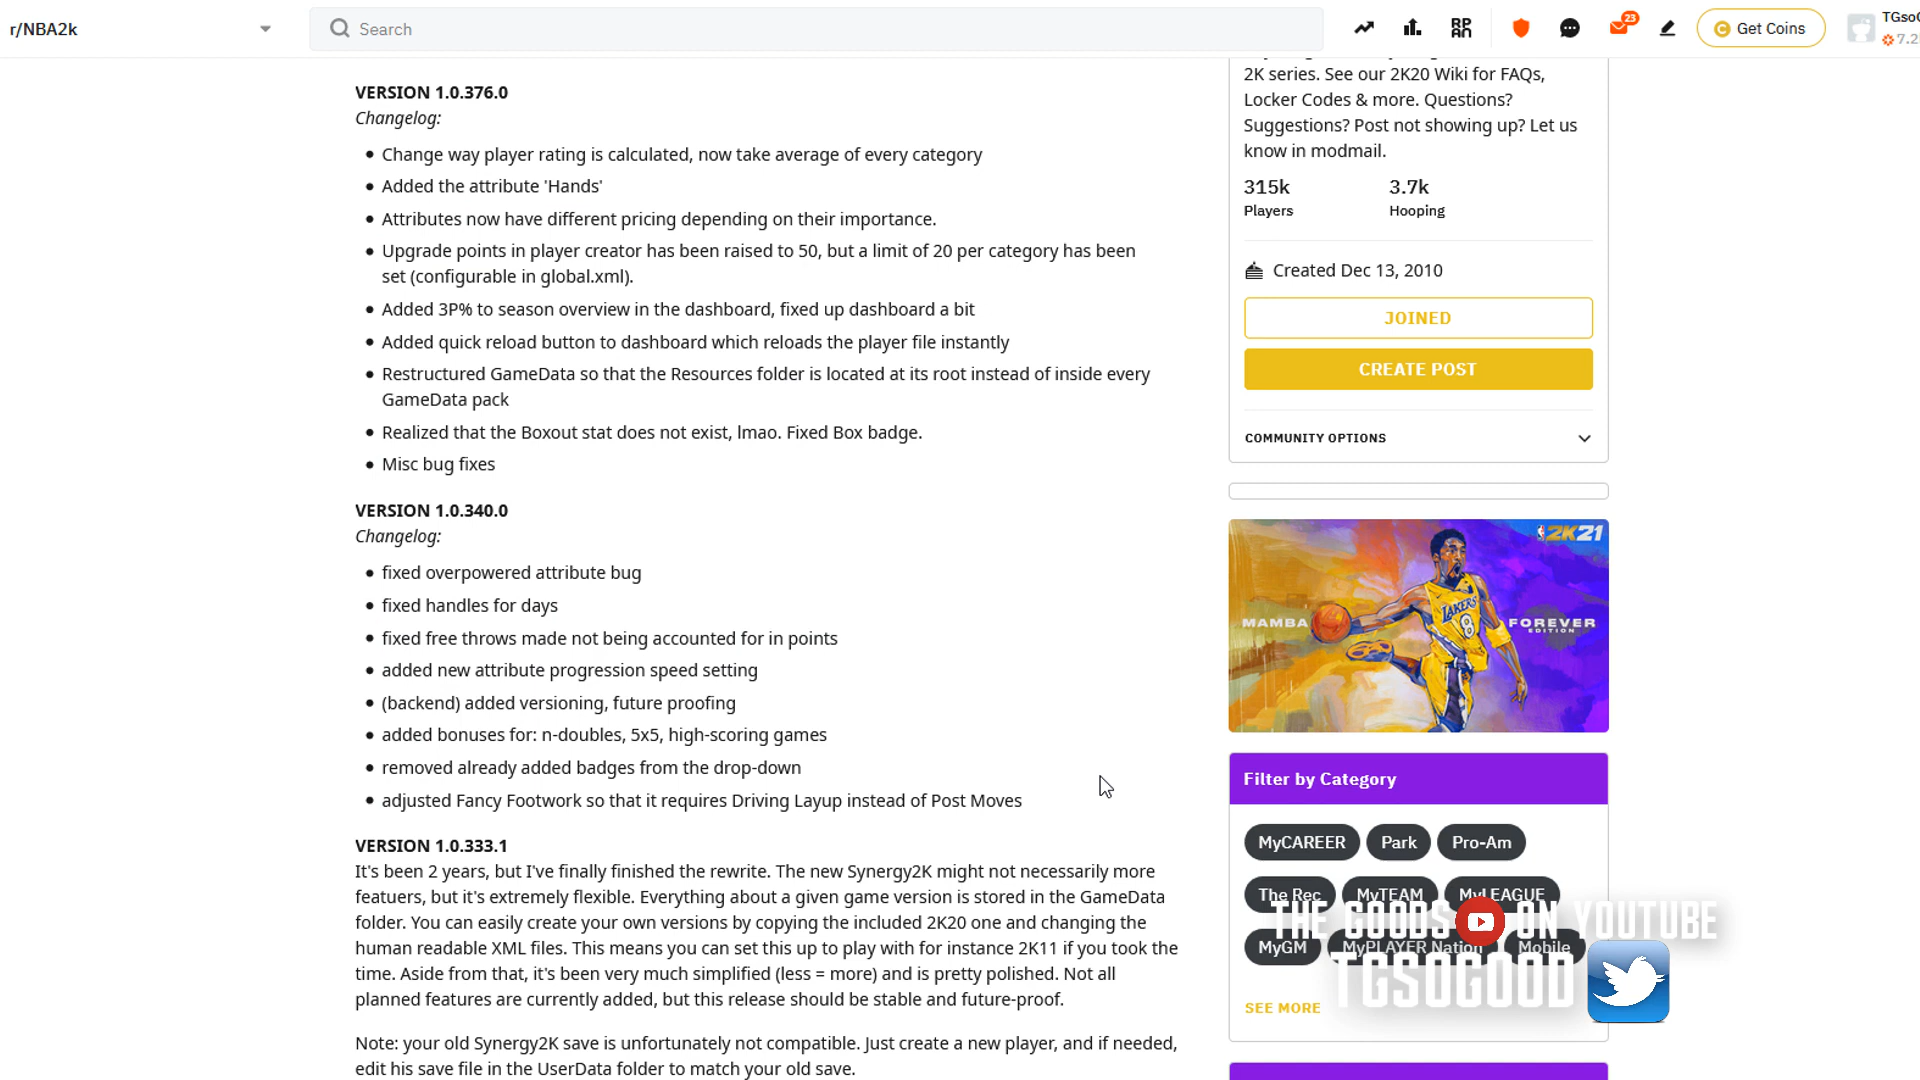 r/NBA2k
Search
RP
AN
23
Get Coins
TGsoG
7.2
VERSION 1.0.376.0
Changelog:
Change way player rating is calculated, now take average of every category
Added the attribute 'Hands'
Attributes now have different pricing depending on their importance.
Upgrade points in player creator has been raised to 50, but a limit of 20 per category has been
set (configurable in global.xml).
Added 3P% to season overview in the dashboard, fixed up dashboard a bit
Added quick reload button to dashboard which reloads the player file instantly
Restructured GameData so that the Resources folder is located at its root instead of inside every
GameData pack
Realized that the Boxout stat does not exist, lmao. Fixed Box badge.
Misc bug fixes
VERSION 1.0.340.0
Changelog:
fixed overpowered attribute bug
fixed handles for days
fixed free throws made not being accounted for in points
added new attribute progression speed setting
(backend) added versioning, future proofing
added bonuses for: n-doubles, 5x5, high-scoring games
removed already added badges from the drop-down
adjusted Fancy Footwork so that it requires Driving Layup instead of Post Moves
VERSION 1.0.333.1
It's been 2 years, but I've finally finished the rewrite. The new Synergy2K might not necessarily more
featuers, but it's extremely flexible. Everything about a given game version is stored in the GameData
folder. You can easily create your own versions by copying the included 2K20 one and changing the
human readable XML files. This means you can set this up to play with for instance 2K11 if you took the
time. Aside from that, it's been very much simplified (less = more) and is pretty polished. Not all
planned features are currently added, but this release should be stable and future-proof.
Note: your old Synergy2K save is unfortunately not compatible. Just create a new player, and if needed,
edit his save file in the UserData folder to match your old save.
2K series. See our 2K20 Wiki for FAQs,
Locker Codes & more. Questions?
Suggestions? Post not showing up? Let us
know in modmail.
315k 3.7k
Players Hooping
Created Dec 13, 2010
JOINED
CREATE POST
COMMUNITY OPTIONS
2K21
MAMBA FOREVER
EDITION
LAKERS
8
Filter by Category
MyCAREER Park Pro-Am
The Rec MyTEAM MyLEAGUE
MyGM MyPLAYER Nation Mobile
SEE MORE
THE GOODS ON YOUTUBE
TGSOGOOD